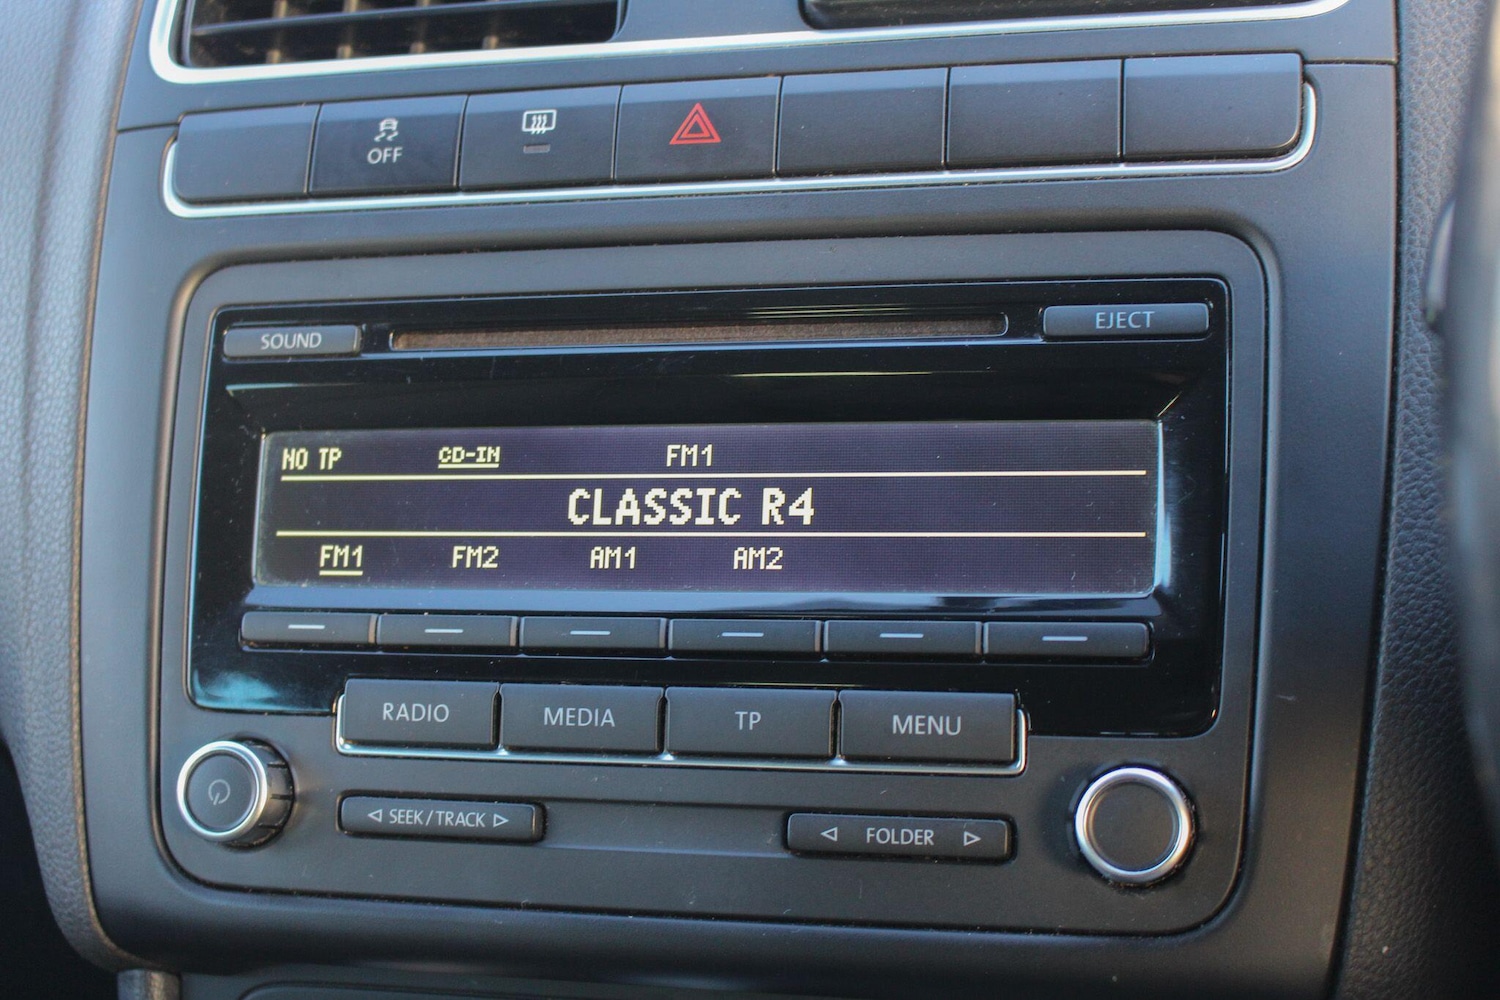 OFF
SOUND
EJECT
NO TP CD-IN FM1
CLASSIC R4
FM1 FM2 AM1 AM2
RADIO MEDIA TP MENU
SEEK/TRACK FOLDER